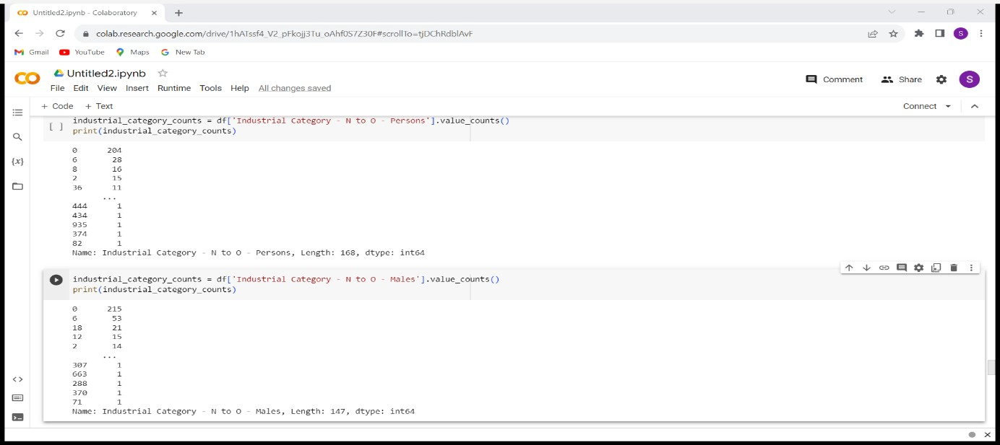 Untitled2.ipynb - Colaboratory
colab.research.google.com/drive/1hATssf4_V2_pFkojj3Tu_oAhf0S7Z30F#scrollTo=tjDChRdblAvF
S
Gmail YouTube Maps G New Tab
CO Untitled2.ipynb
File Edit View Insert Runtime Tools Help All changes saved
Comment Share S
+ Code + Text Connect
industrial_category_counts = df['Industrial Category - N to O - Persons'].value_counts()
[ ] print(industrial_category_counts)
{x}
0 204
6 28
8 16
2 15
36 11
...
444 1
434 1
935 1
374 1
82 1
Name: Industrial Category - N to O - Persons, Length: 168, dtype: int64
industrial_category_counts = df['Industrial Category - N to O - Males'].value_counts()
print(industrial_category_counts)
0 215
6 53
18 21
12 15
2 14
...
307 1
663 1
288 1
370 1
71 1
Name: Industrial Category - N to O - Males, Length: 147, dtype: int64